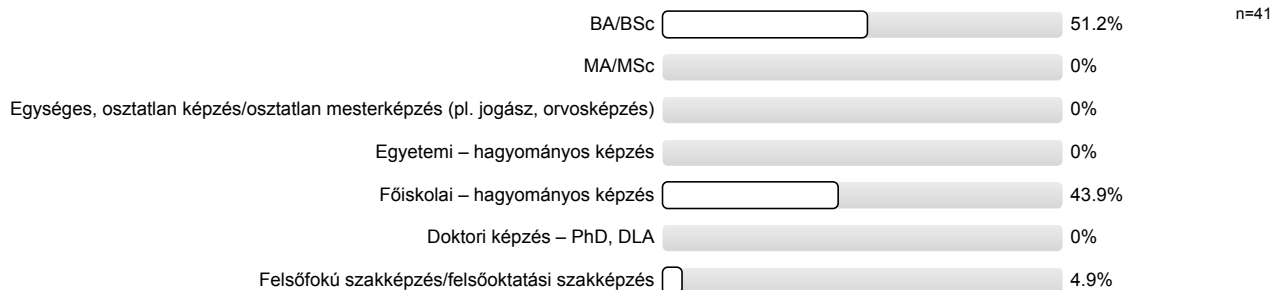 BA/BSc 51.2% n=41
MA/MSc 0%
Egységes, osztatlan képzés/osztatlan mesterképzés (pl. jogász, orvosképzés) 0%
Egyetemi – hagyományos képzés 0%
Főiskolai – hagyományos képzés 43.9%
Doktori képzés – PhD, DLA 0%
Felsőfokú szakképzés/felsőoktatási szakképzés 4.9%